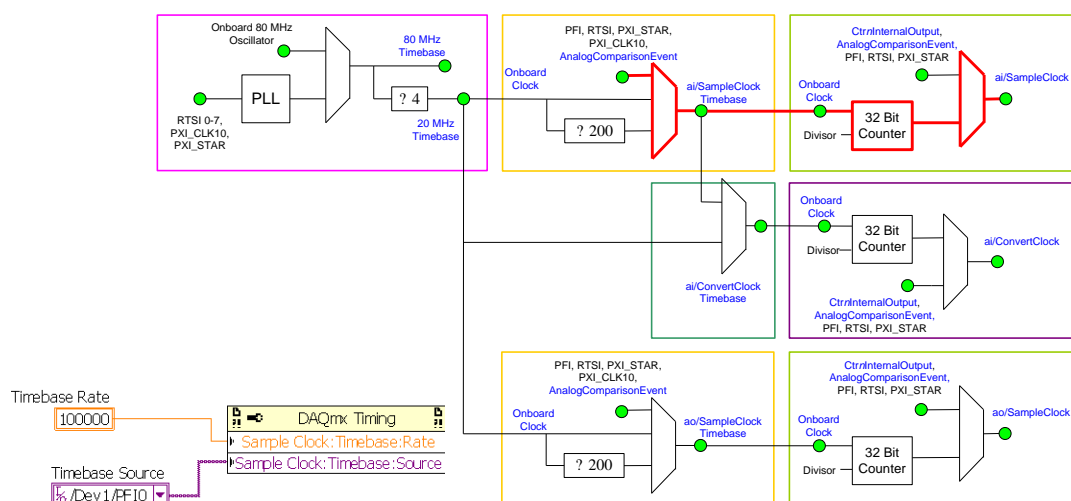 Onboard 80 MHz
Oscillator
80 MHz
Timebase
PLL
? 4
RTSI 0-7,
PXI_CLK10,
PXI_STAR
20 MHz
Timebase
PFI, RTSI, PXI_STAR,
PXI_CLK10,
AnalogComparisonEvent
Onboard
Clock
ai/SampleClock
Timebase
? 200
CtrnInternalOutput,
AnalogComparisonEvent,
PFI, RTSI, PXI_STAR
ai/SampleClock
Onboard
Clock
32 Bit
Counter
Divisor
ai/ConvertClock
Timebase
Onboard
Clock
32 Bit
Counter
Divisor
ai/ConvertClock
CtrnInternalOutput,
AnalogComparisonEvent,
PFI, RTSI, PXI_STAR
PFI, RTSI, PXI_STAR,
PXI_CLK10,
AnalogComparisonEvent
Onboard
Clock
ao/SampleClock
Timebase
? 200
CtrnInternalOutput,
AnalogComparisonEvent,
PFI, RTSI, PXI_STAR
ao/SampleClock
Onboard
Clock
32 Bit
Counter
Divisor
Timebase Rate
100000
DAQmx Timing
Sample Clock:Timebase:Rate
Sample Clock:Timebase:Source
Timebase Source
/Dev1/PFI0